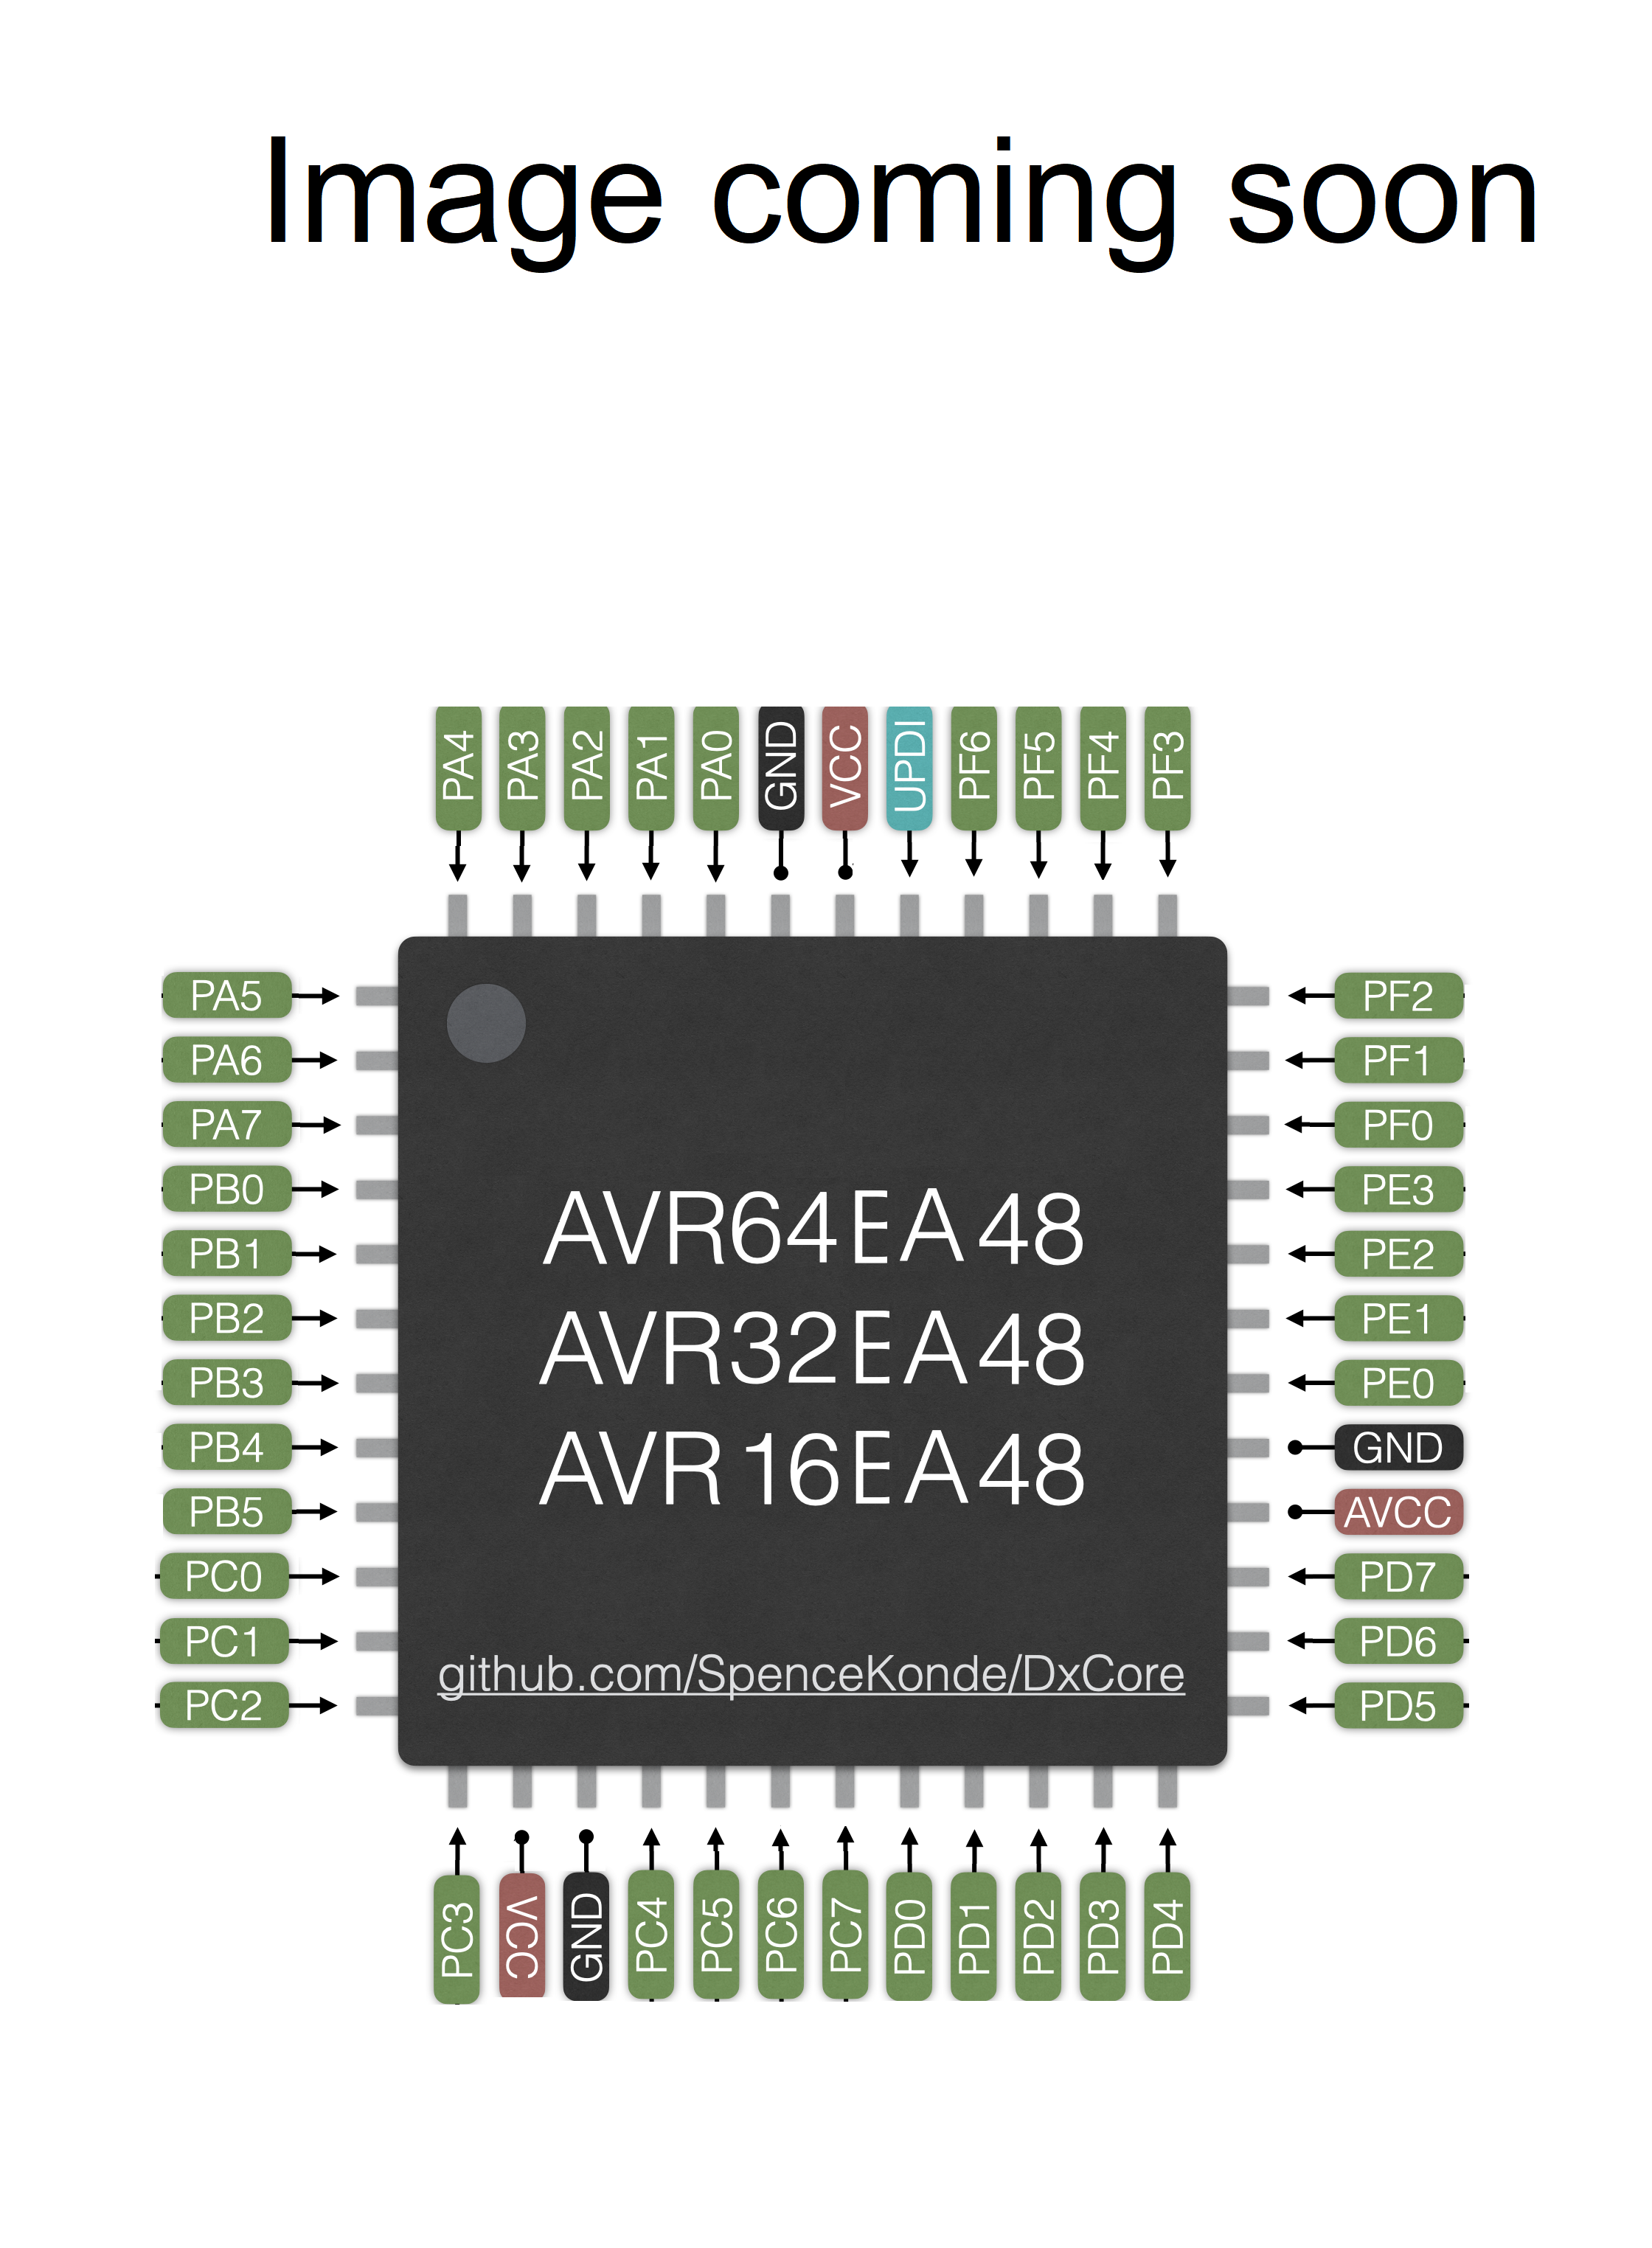 Image coming soon
PA4 PA3 PA2 PA1 PA0 GND VCC UPDI PF6 PF5 PF4 PF3
PA5 PF2
PA6 PF1
PA7 PF0
PB0 PE3
PB1 PE2
PB2 PE1
PB3 PE0
PB4 GND
PB5 AVCC
PC0 PD7
PC1 PD6
PC2 PD5
AVR64EA48
AVR32EA48
AVR16EA48
github.com/SpenceKonde/DxCore
PC3 VCC GND PC4 PC5 PC6 PC7 PD0 PD1 PD2 PD3 PD4